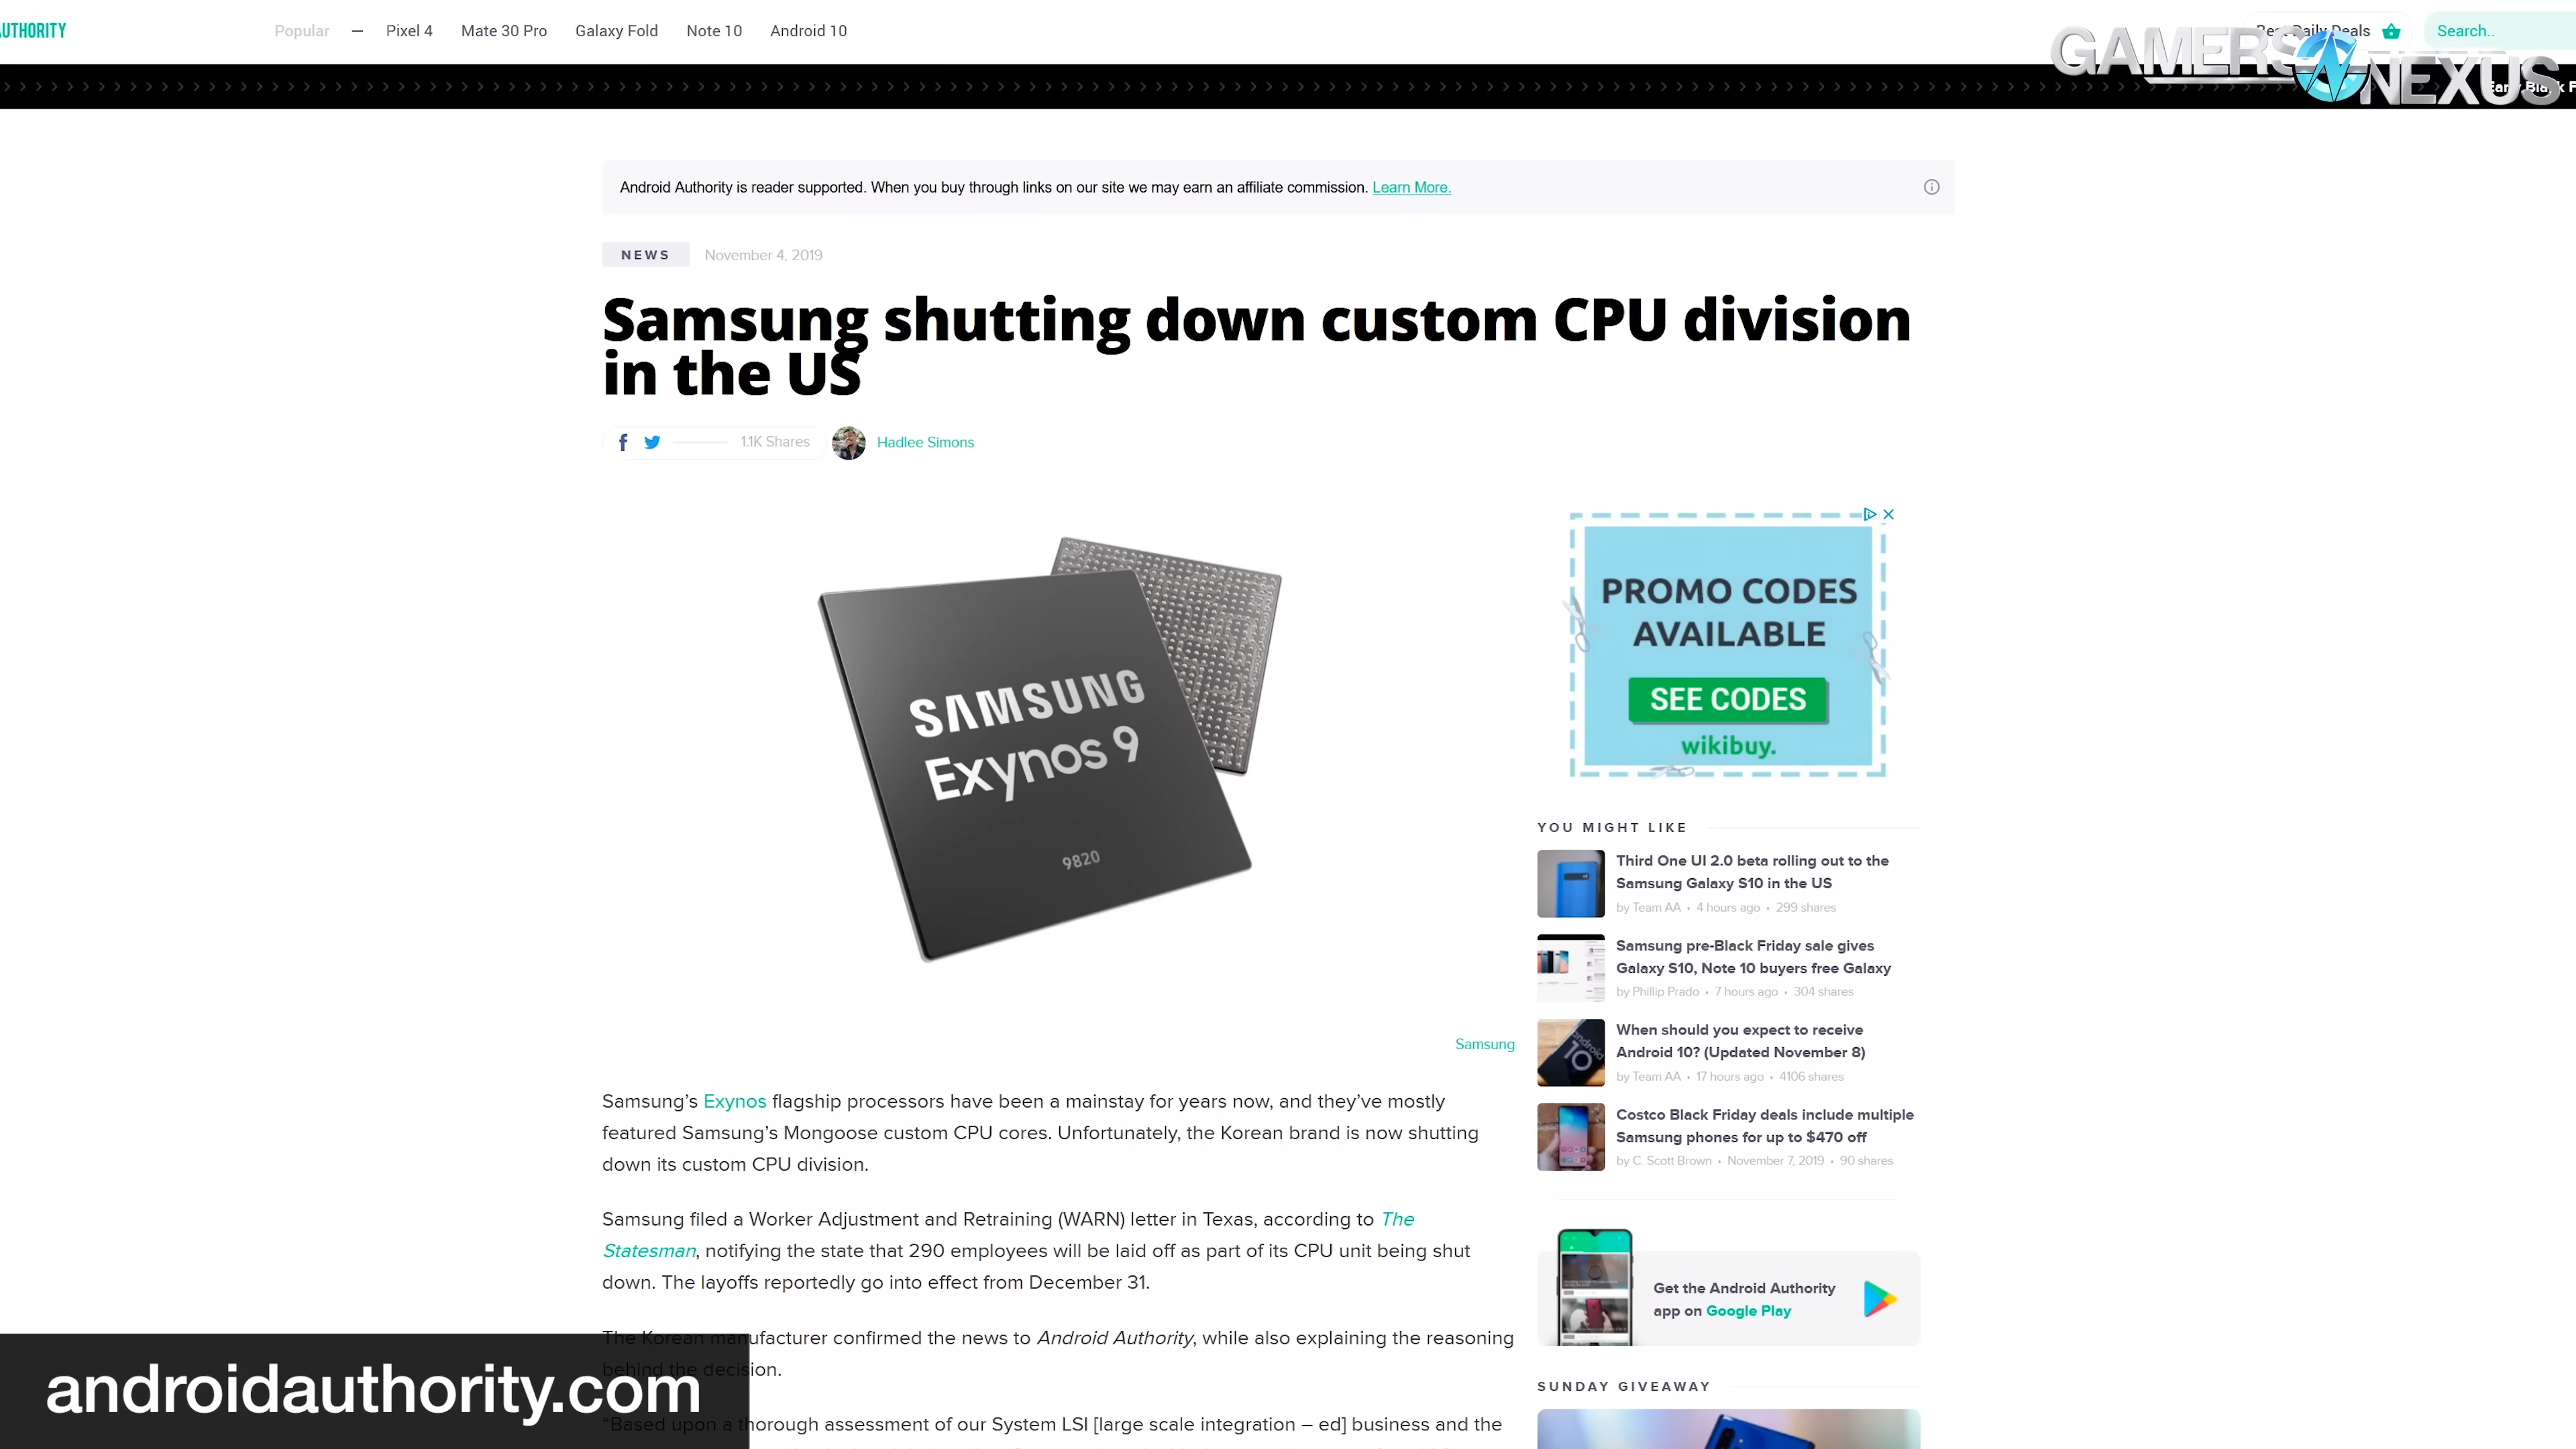 AUTHORITY
Popular — Pixel 4 Mate 30 Pro Galaxy Fold Note 10 Android 10
Best Daily Deals
Search..
GAMERS NEXUS
Android Authority is reader supported. When you buy through links on our site we may earn an affiliate commission. Learn More.
NEWS November 4, 2019
Samsung shutting down custom CPU division
in the US
1.1K Shares Hadlee Simons
SAMSUNG
Exynos 9
9820
Samsung
Samsung’s Exynos flagship processors have been a mainstay for years now, and they’ve mostly
featured Samsung’s Mongoose custom CPU cores. Unfortunately, the Korean brand is now shutting
down its custom CPU division.
Samsung filed a Worker Adjustment and Retraining (WARN) letter in Texas, according to The
Statesman, notifying the state that 290 employees will be laid off as part of its CPU unit being shut
down. The layoffs reportedly go into effect from December 31.
The Korean manufacturer confirmed the news to Android Authority, while also explaining the reasoning
behind the decision.
“Based upon a thorough assessment of our System LSI [large scale integration – ed] business and the
PROMO CODES
AVAILABLE
SEE CODES
wikibuy.
YOU MIGHT LIKE
Third One UI 2.0 beta rolling out to the
Samsung Galaxy S10 in the US
by Team AA • 4 hours ago • 299 shares
Samsung pre-Black Friday sale gives
Galaxy S10, Note 10 buyers free Galaxy
by Phillip Prado • 7 hours ago • 304 shares
When should you expect to receive
Android 10? (Updated November 8)
by Team AA • 17 hours ago • 4106 shares
Costco Black Friday deals include multiple
Samsung phones for up to $470 off
by C. Scott Brown • November 7, 2019 • 90 shares
Get the Android Authority
app on Google Play
SUNDAY GIVEAWAY
androidauthority.com